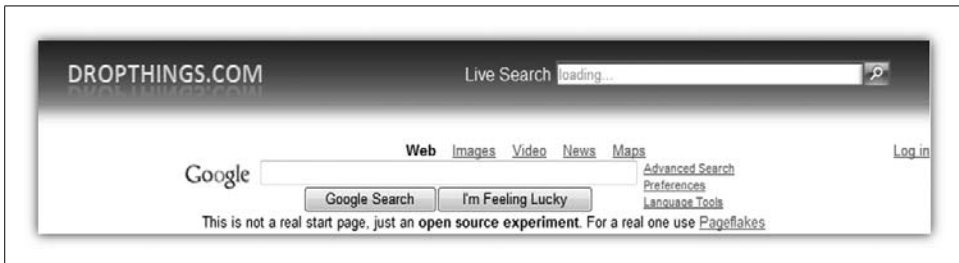 DROPTHINGS.COM Live Search loading...
Web Images Video News Maps Log in
Google Advanced Search
Preferences
Google Search I'm Feeling Lucky Language Tools
This is not a real start page, just an open source experiment. For a real one use Pageflakes